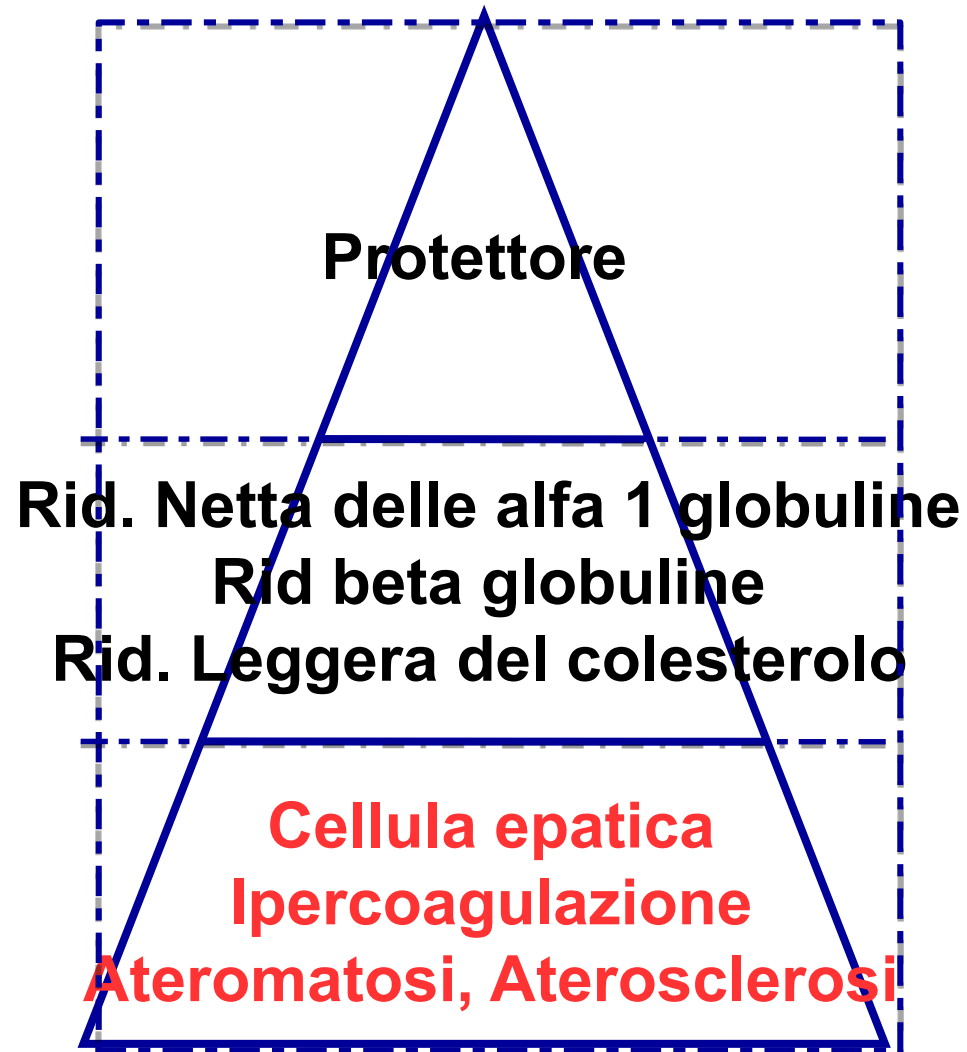 Protettore
Rid. Netta delle alfa 1 globuline
Rid beta globuline
Rid. Leggera del colesterolo
Cellula epatica
Ipercoagulazione
Ateromatosi, Aterosclerosi